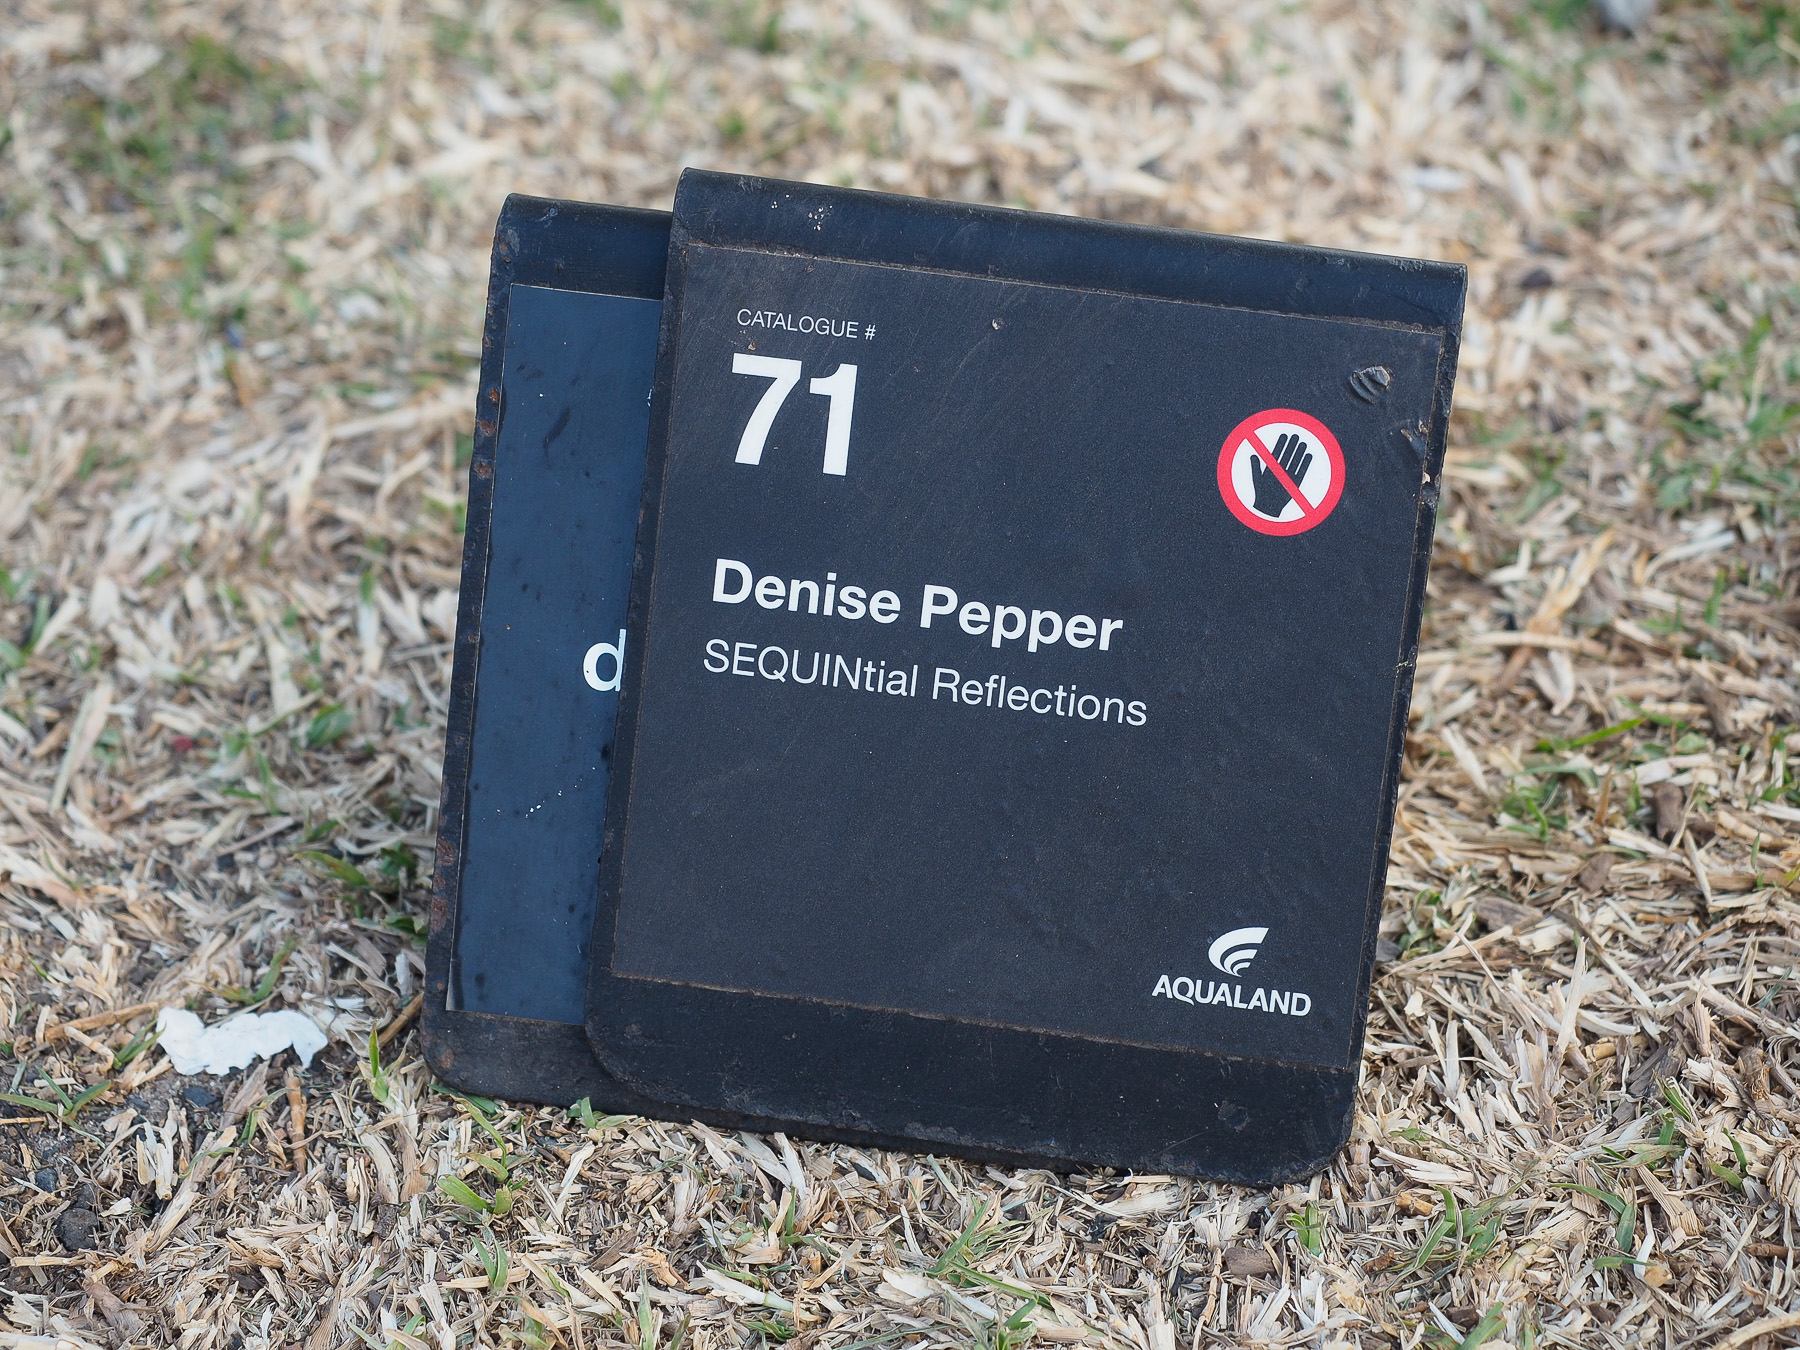 CATALOGUE #
71
Denise Pepper
SEQUINtial Reflections
d
AQUALAND